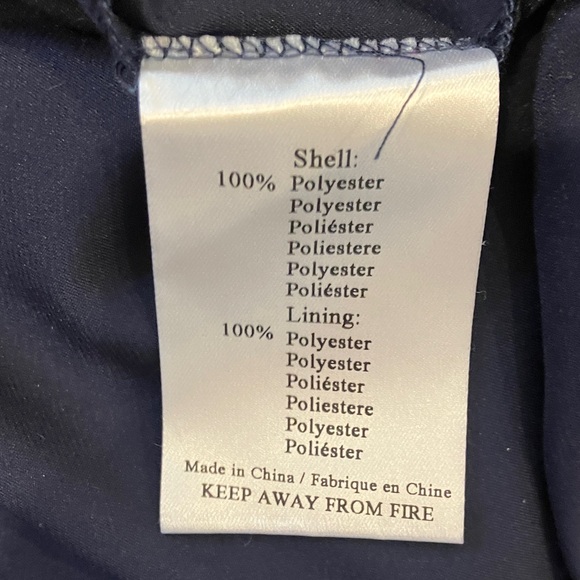 Shell:
100% Polyester
Polyester
Poliéster
Poliestere
Polyester
Poliéster
Lining:
100% Polyester
Polyester
Poliéster
Poliestere
Polyester
Poliéster
Made in China / Fabrique en Chine
KEEP AWAY FROM FIRE